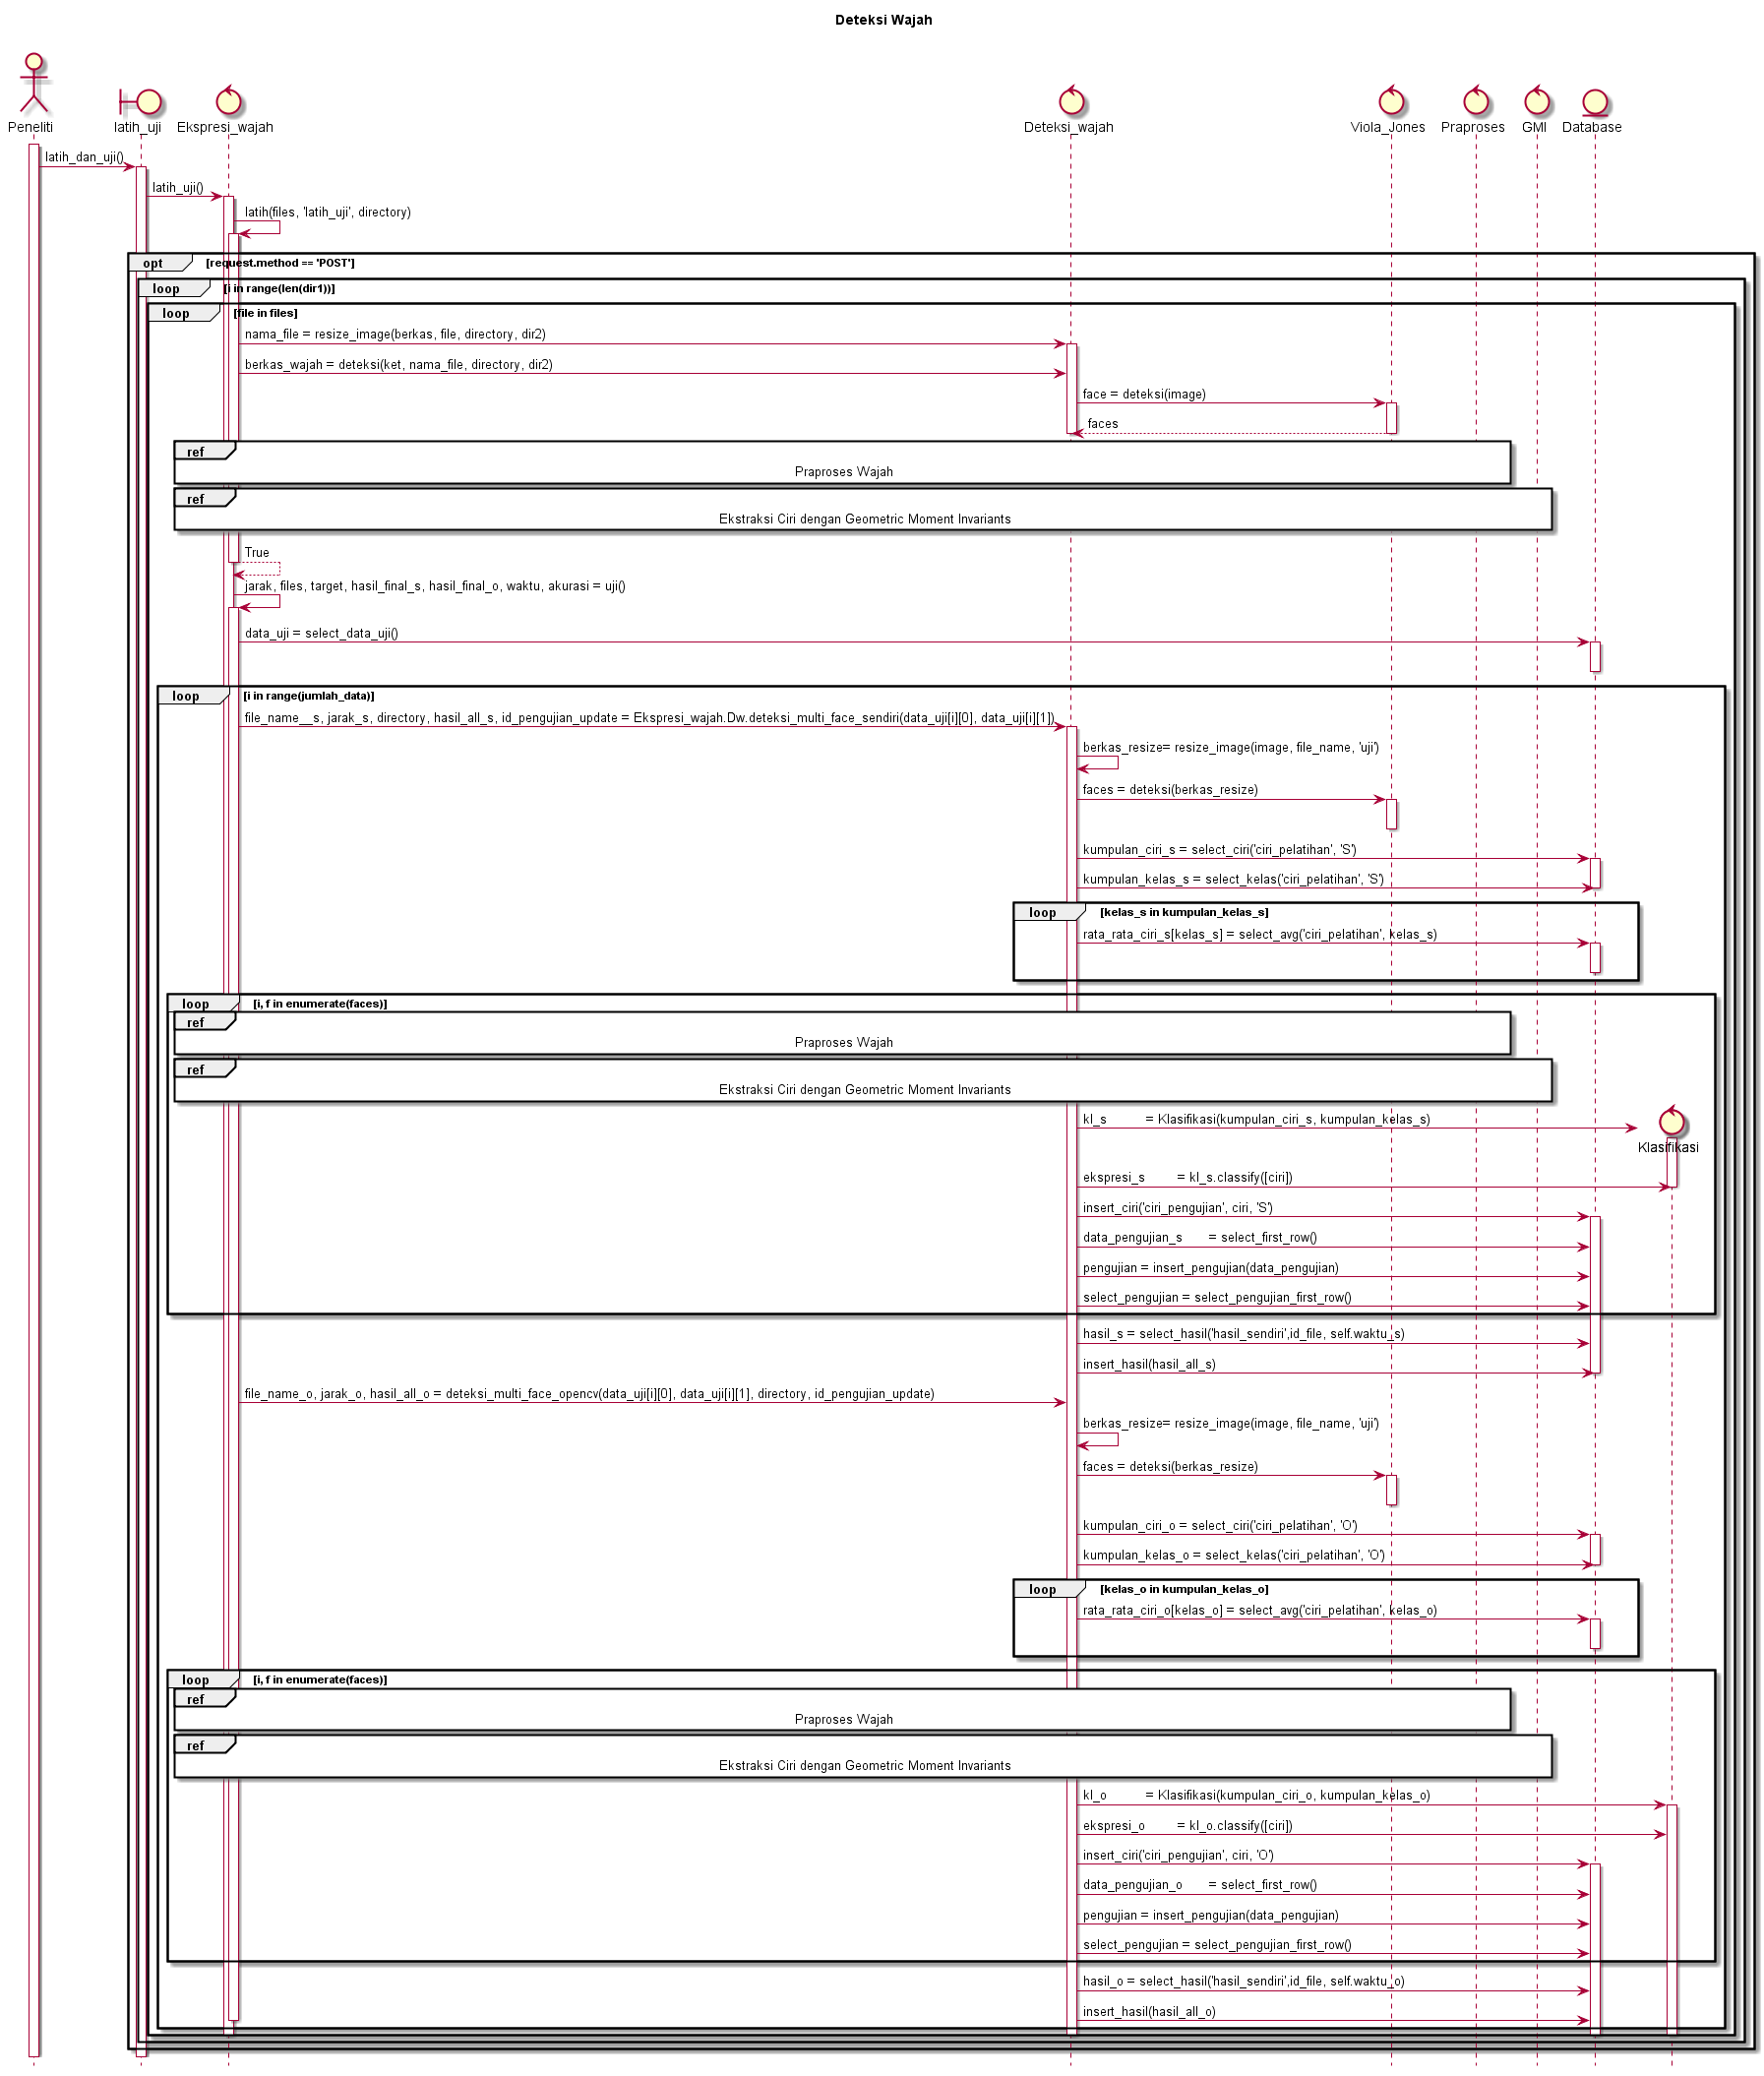 Deteksi Wajah
Peneliti
latih_uji
Ekspresi_wajah
Deteksi_wajah
Viola_Jones
Praproses
GMI
Database
latih_dan_uji()
latih_uji()
latih(files, 'latih_uji', directory)
opt [request.method == 'POST']
loop [i in range(len(dir1))]
loop [file in files]
nama_file = resize_image(berkas, file, directory, dir2)
berkas_wajah = deteksi(ket, nama_file, directory, dir2)
face = deteksi(image)
faces
ref
Praproses Wajah
ref
Ekstraksi Ciri dengan Geometric Moment Invariants
True
jarak, files, target, hasil_final_s, hasil_final_o, waktu, akurasi = uji()
data_uji = select_data_uji()
loop [i in range(jumlah_data)]
file_name__s, jarak_s, directory, hasil_all_s, id_pengujian_update = Ekspresi_wajah.Dw.deteksi_multi_face_sendiri(data_uji[i][0], data_uji[i][1])
berkas_resize= resize_image(image, file_name, 'uji')
faces = deteksi(berkas_resize)
kumpulan_ciri_s = select_ciri('ciri_pelatihan', 'S')
kumpulan_kelas_s = select_kelas('ciri_pelatihan', 'S')
loop [kelas_s in kumpulan_kelas_s]
rata_rata_ciri_s[kelas_s] = select_avg('ciri_pelatihan', kelas_s)
loop [i, f in enumerate(faces)]
ref
Praproses Wajah
ref
Ekstraksi Ciri dengan Geometric Moment Invariants
kl_s = Klasifikasi(kumpulan_ciri_s, kumpulan_kelas_s)
Klasifikasi
ekspresi_s = kl_s.classify([ciri])
insert_ciri('ciri_pengujian', ciri, 'S')
data_pengujian_s = select_first_row()
pengujian = insert_pengujian(data_pengujian)
select_pengujian = select_pengujian_first_row()
hasil_s = select_hasil('hasil_sendiri',id_file, self.waktu_s)
insert_hasil(hasil_all_s)
file_name_o, jarak_o, hasil_all_o = deteksi_multi_face_opencv(data_uji[i][0], data_uji[i][1], directory, id_pengujian_update)
berkas_resize= resize_image(image, file_name, 'uji')
faces = deteksi(berkas_resize)
kumpulan_ciri_o = select_ciri('ciri_pelatihan', 'O')
kumpulan_kelas_o = select_kelas('ciri_pelatihan', 'O')
loop [kelas_o in kumpulan_kelas_o]
rata_rata_ciri_o[kelas_o] = select_avg('ciri_pelatihan', kelas_o)
loop [i, f in enumerate(faces)]
ref
Praproses Wajah
ref
Ekstraksi Ciri dengan Geometric Moment Invariants
kl_o = Klasifikasi(kumpulan_ciri_o, kumpulan_kelas_o)
ekspresi_o = kl_o.classify([ciri])
insert_ciri('ciri_pengujian', ciri, 'O')
data_pengujian_o = select_first_row()
pengujian = insert_pengujian(data_pengujian)
select_pengujian = select_pengujian_first_row()
hasil_o = select_hasil('hasil_sendiri',id_file, self.waktu_o)
insert_hasil(hasil_all_o)